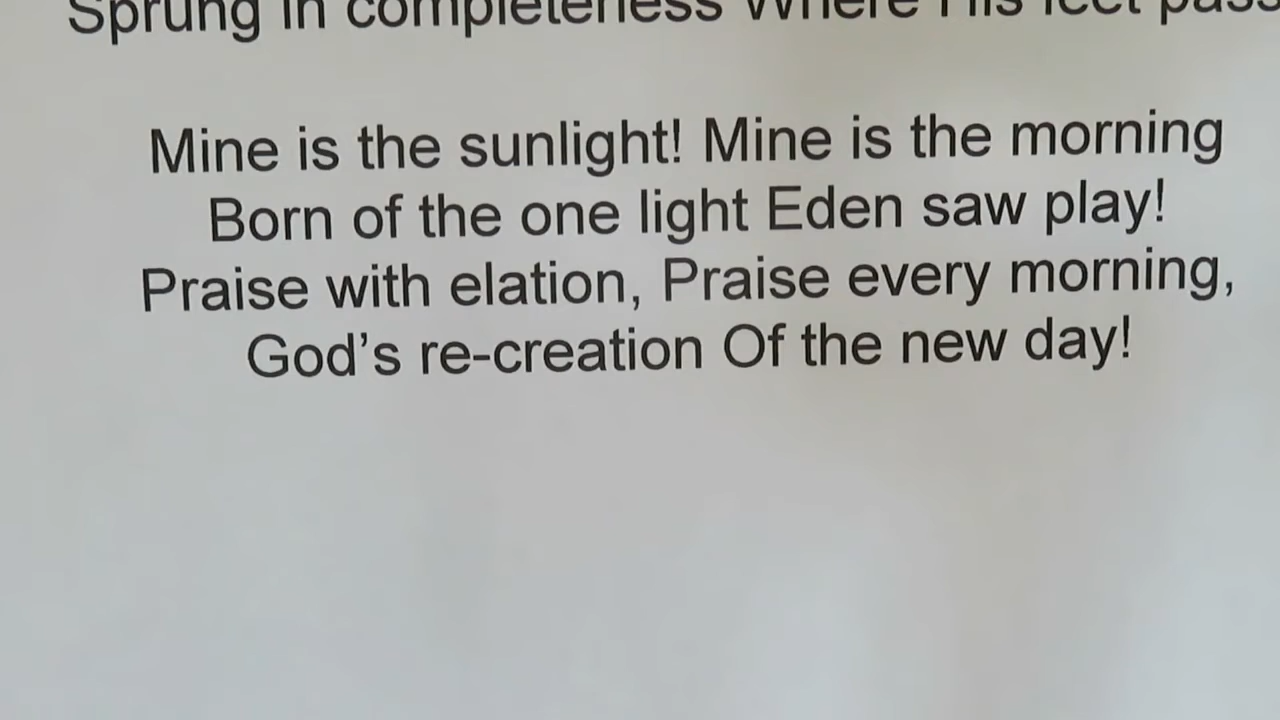 Sprung in completeness Where His feet pass
Mine is the sunlight! Mine is the morning
Born of the one light Eden saw play!
Praise with elation, Praise every morning,
God's re-creation Of the new day!